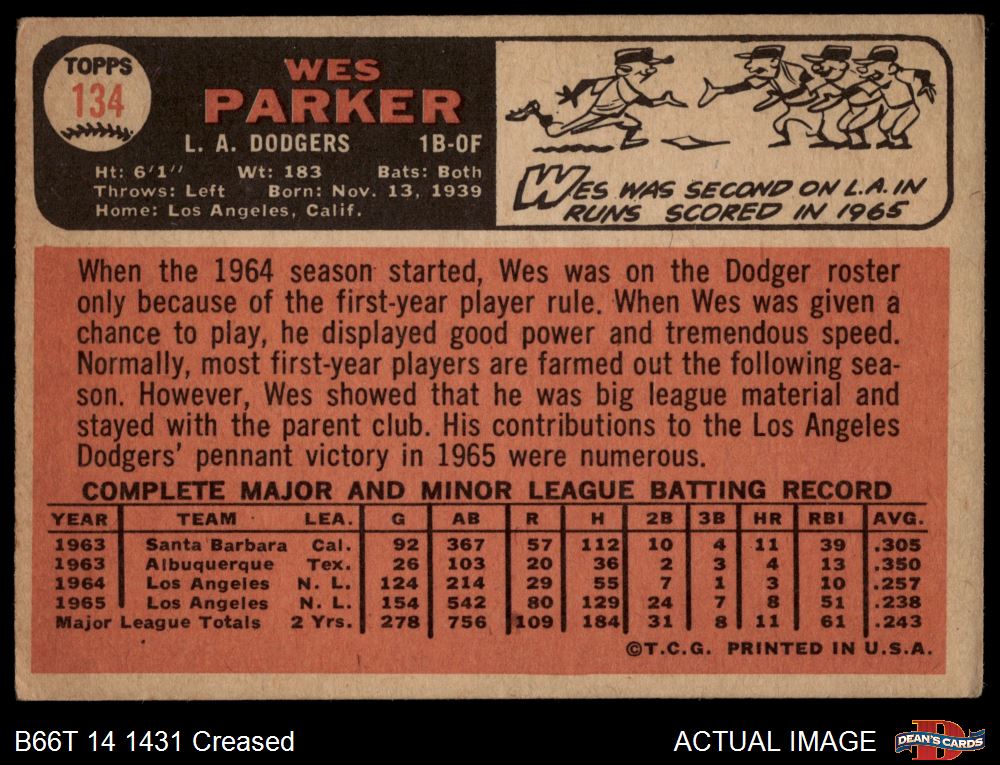 TOPPS
134
WES
PARKER
L. A. DODGERS 1B-OF
Ht: 6'1" Wt: 183 Bats: Both
Throws: Left Born: Nov. 13, 1939
Home: Los Angeles, Calif.
WES WAS SECOND ON L.A. IN
RUNS SCORED IN 1965
When the 1964 season started, Wes was on the Dodger roster
only because of the first-year player rule. When Wes was given a
chance to play, he displayed good power and tremendous speed.
Normally, most first-year players are farmed out the following sea-
son. However, Wes showed that he was big league material and
stayed with the parent club. His contributions to the Los Angeles
Dodgers' pennant victory in 1965 were numerous.
COMPLETE MAJOR AND MINOR LEAGUE BATTING RECORD
YEAR TEAM LEA. G AB R H 2B 3B HR RBI AVG.
1963 Santa Barbara Cal. 92 367 57 112 10 4 11 39 .305
1963 Albuquerque Tex. 26 103 20 36 2 3 4 13 .350
1964 Los Angeles N. L. 124 214 29 55 7 1 3 10 .257
1965 Los Angeles N. L. 154 542 80 129 24 7 8 51 .238
Major League Totals 2 Yrs. 278 756 109 184 31 8 11 61 .243
©T.C.G. PRINTED IN U.S.A.
B66T 14 1431 Creased
ACTUAL IMAGE
DEAN'S CARDS